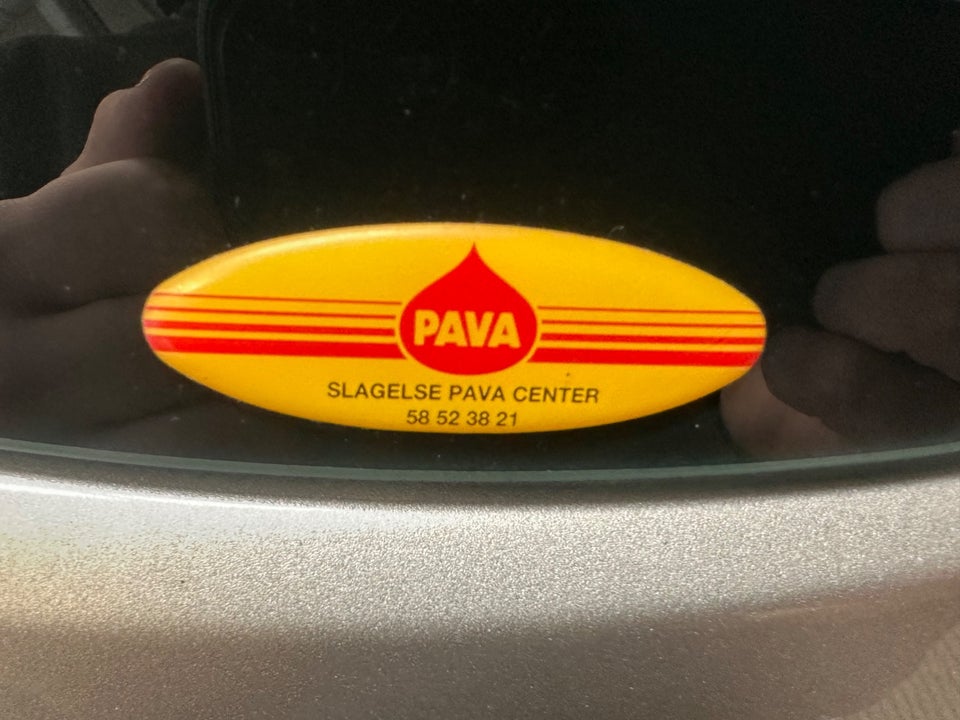 PAVA
SLAGELSE PAVA CENTER
58 52 38 21